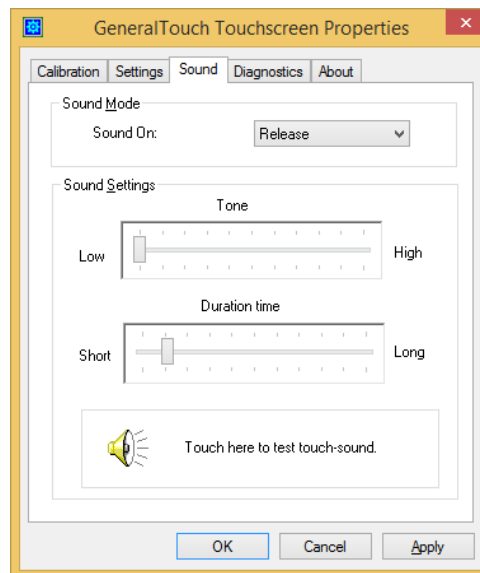 GeneralTouch Touchscreen Properties
Calibration Settings Sound Diagnostics About
Sound Mode
Sound On: Release
Sound Settings
Tone
Low High
Duration time
Short Long
Touch here to test touch-sound.
OK Cancel Apply